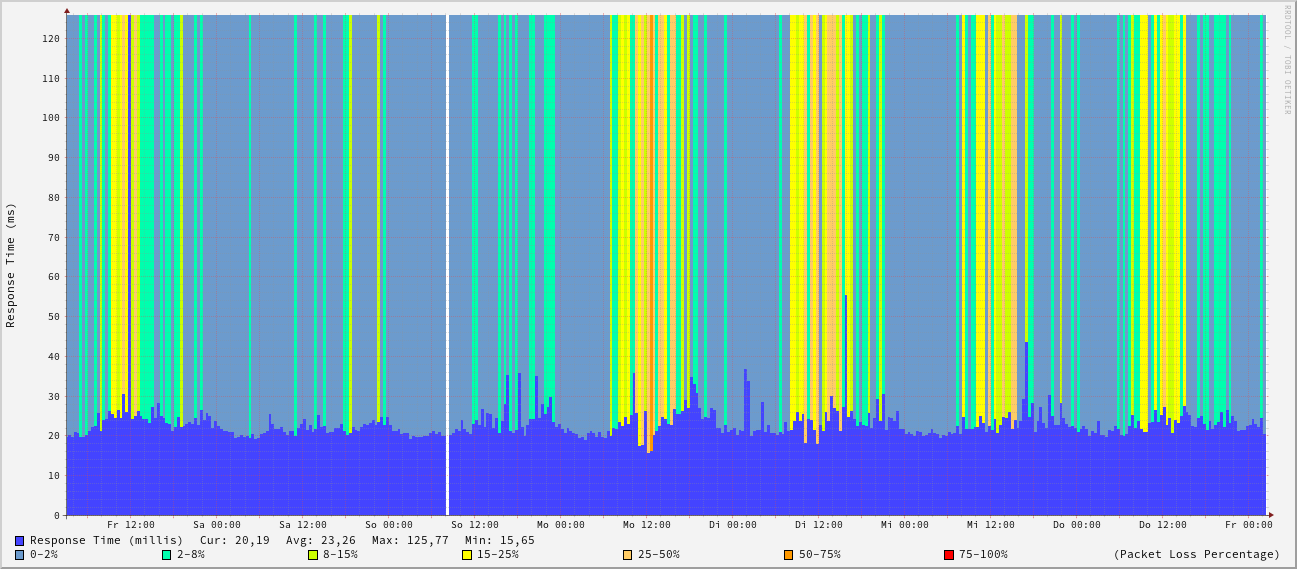 RRDTOOL / TOBI OETIKER
Response Time (ms)
120
110
100
90
80
70
60
50
40
30
20
10
0
Fr 12:00 Sa 00:00 Sa 12:00 So 00:00 So 12:00 Mo 00:00 Mo 12:00 Di 00:00 Di 12:00 Mi 00:00 Mi 12:00 Do 00:00 Do 12:00 Fr 00:00
Response Time (millis) Cur: 20,19 Avg: 23,26 Max: 125,77 Min: 15,65
0-2% 2-8% 8-15% 15-25% 25-50% 50-75% 75-100% (Packet Loss Percentage)